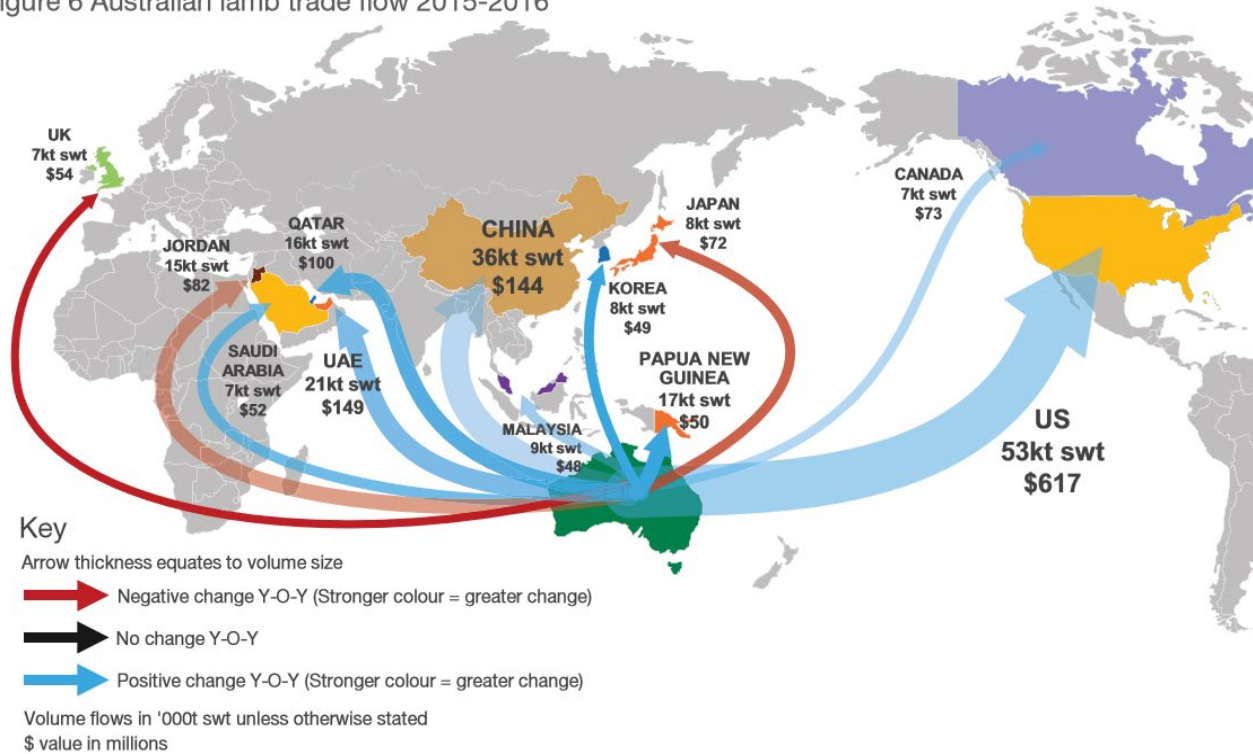 Figure 6 Australian lamb trade flow 2015-2016
UK
7kt swt
$54
JORDAN
15kt swt
$82
QATAR
16kt swt
$100
CHINA
36kt swt
$144
JAPAN
8kt swt
$72
CANADA
7kt swt
$73
KOREA
8kt swt
$49
SAUDI
ARABIA
7kt swt
$52
UAE
21kt swt
$149
PAPUA NEW
GUINEA
17kt swt
$50
MALAYSIA
9kt swt
$48
US
53kt swt
$617
Key
Arrow thickness equates to volume size
Negative change Y-O-Y (Stronger colour = greater change)
No change Y-O-Y
Positive change Y-O-Y (Stronger colour = greater change)
Volume flows in '000t swt unless otherwise stated
$ value in millions